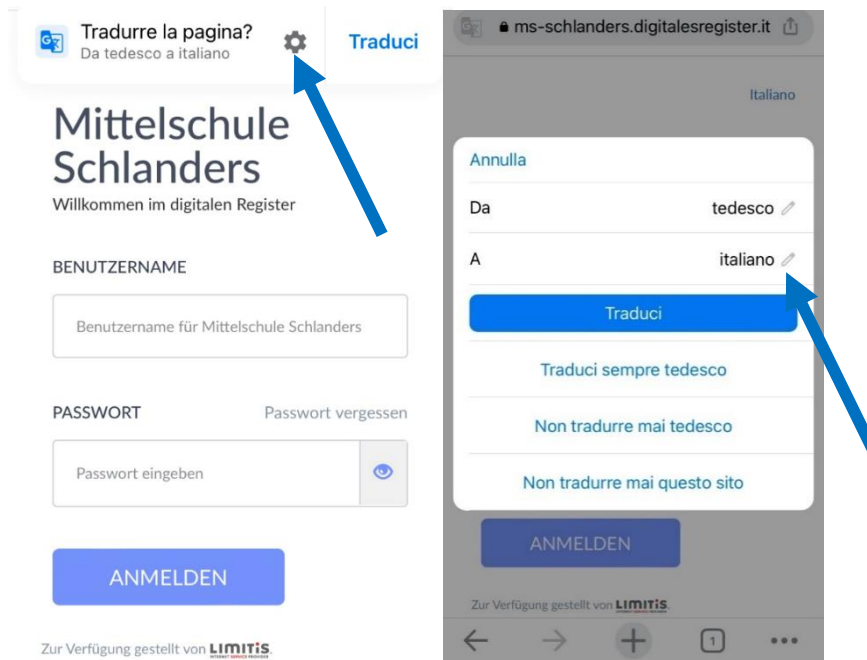 Tradurre la pagina?
Da tedesco a italiano
Traduci
Mittelschule
Schlanders
Willkommen im digitalen Register
BENUTZERNAME
Benutzername für Mittelschule Schlanders
PASSWORT Passwort vergessen
Passwort eingeben
ANMELDEN
Zur Verfügung gestellt von LIMITIS
INTERNET SERVICE PROVIDER
ms-schlanders.digitalesregister.it
Italiano
Annulla
Da tedesco
A italiano
Traduci
Traduci sempre tedesco
Non tradurre mai tedesco
Non tradurre mai questo sito
ANMELDEN
Zur Verfügung gestellt von LIMITIS
1